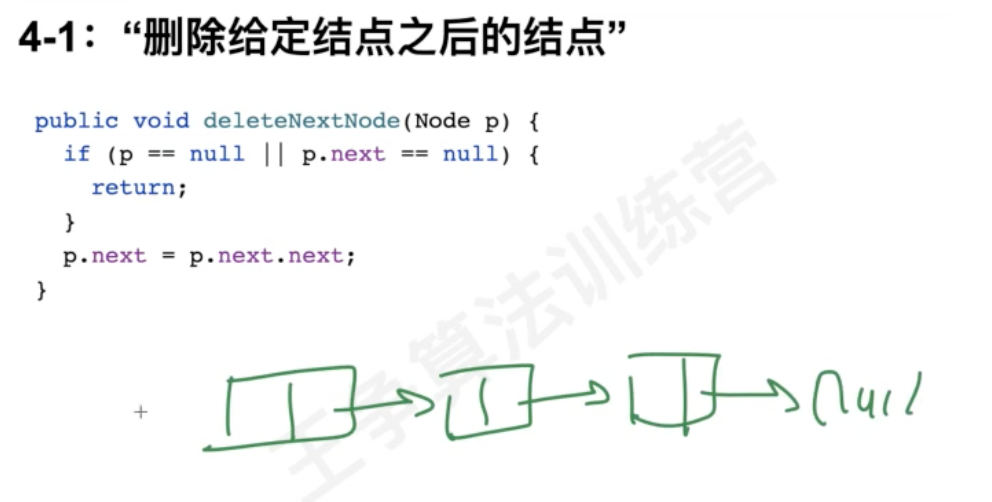 4-1：“删除给定结点之后的结点”
public void deleteNextNode(Node p) {
  if (p == null || p.next == null) {
    return;
  }
  p.next = p.next.next;
}
王争算法训练营
null